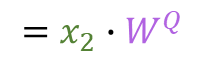 = x₂ · W^Q